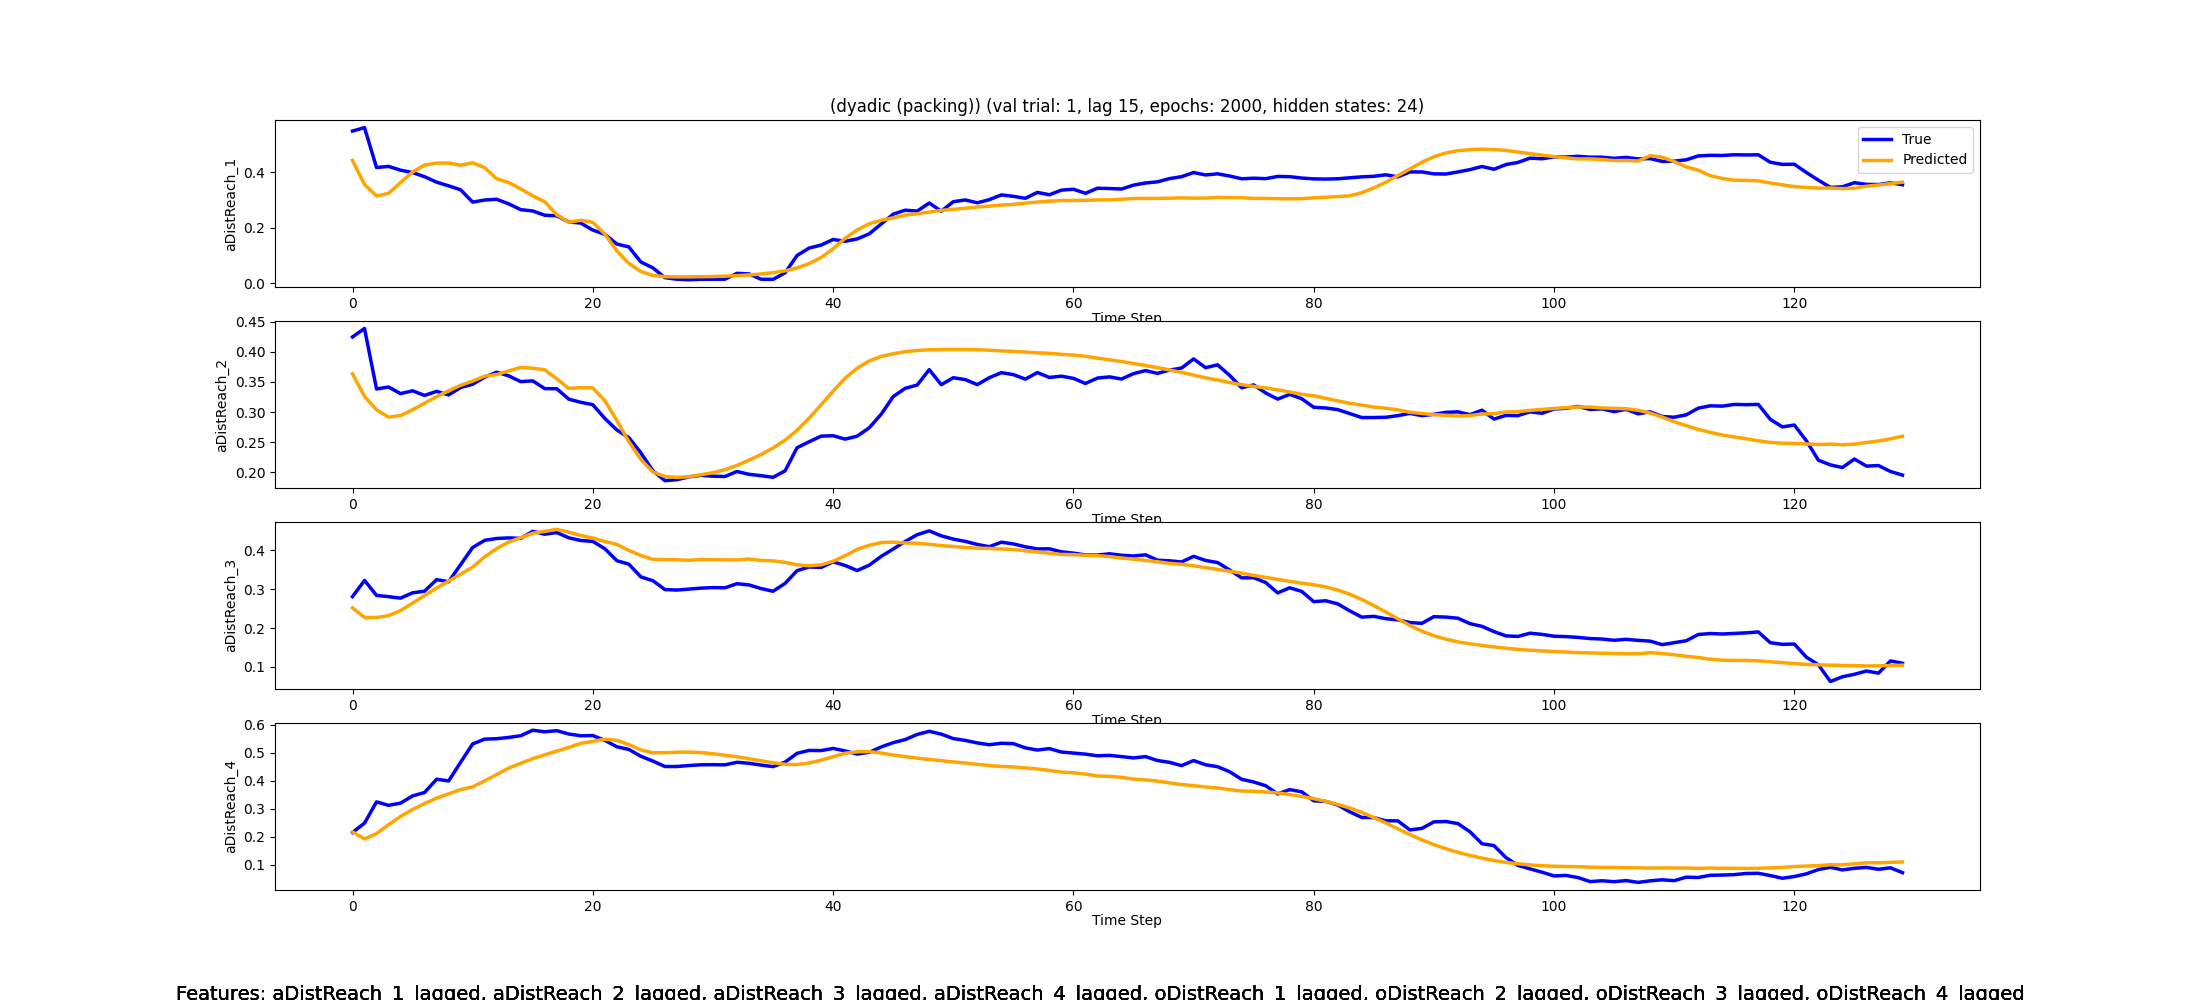 (dyadic (packing)) (val trial: 1, lag 15, epochs: 2000, hidden states: 24)
True
Predicted
aDistReach_1
0.4
0.2
0.0
0 20 40 60 80 100 120
Time Step
aDistReach_2
0.45
0.40
0.35
0.30
0.25
0.20
0 20 40 60 80 100 120
Time Step
aDistReach_3
0.4
0.3
0.2
0.1
0 20 40 60 80 100 120
Time Step
aDistReach_4
0.6
0.5
0.4
0.3
0.2
0.1
0 20 40 60 80 100 120
Time Step
Features: aDistReach_1_lagged, aDistReach_2_lagged, aDistReach_3_lagged, aDistReach_4_lagged, oDistReach_1_lagged, oDistReach_2_lagged, oDistReach_3_lagged, oDistReach_4_lagged